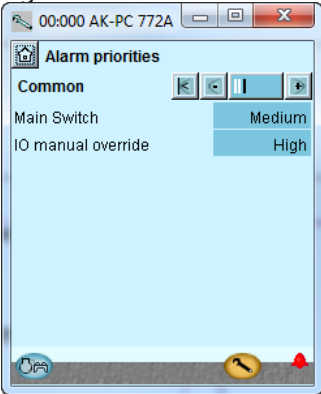 00:000 AK-PC 772A
Alarm priorities
Common
Main Switch Medium
IO manual override High